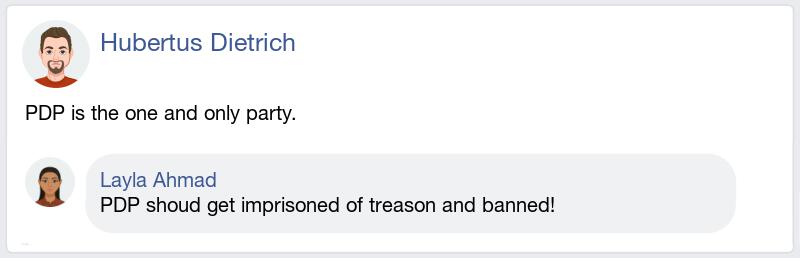 Hubertus Dietrich
PDP is the one and only party.
Layla Ahmad
PDP shoud get imprisoned of treason and banned!